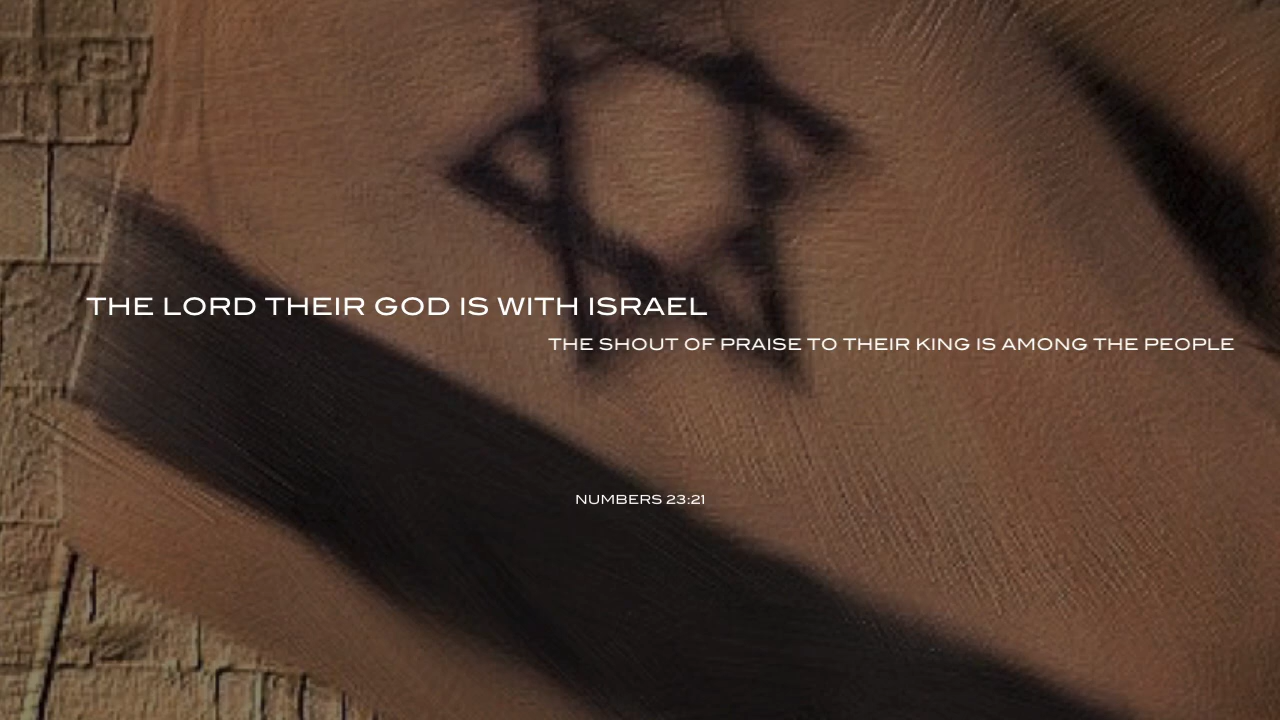 THE LORD THEIR GOD IS WITH ISRAEL
THE SHOUT OF PRAISE TO THEIR KING IS AMONG THE PEOPLE
NUMBERS 23:21